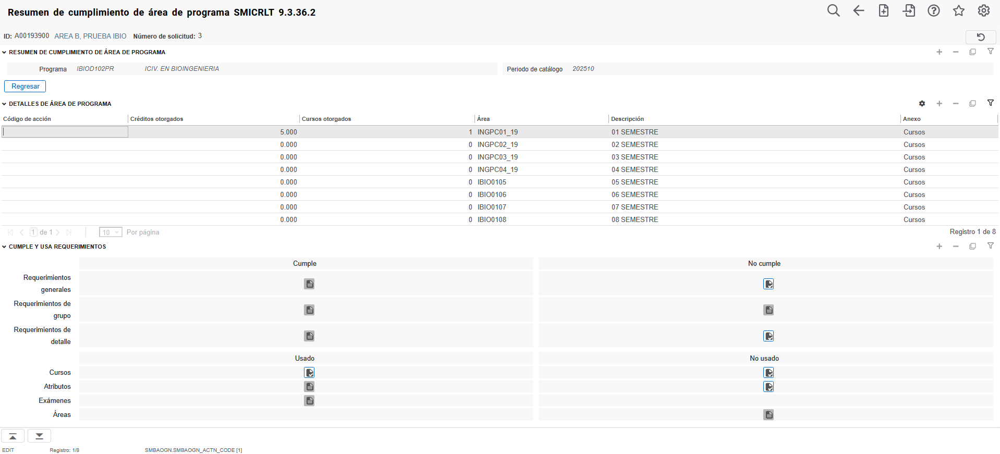 Resumen de cumplimiento de área de programa SMICRLT 9.3.36.2
ID: A00193900 AREA B, PRUEBA IBIO Número de solicitud: 3
RESUMEN DE CUMPLIMIENTO DE ÁREA DE PROGRAMA
Programa IBIOD102PR ICIV. EN BIOINGENIERIA Periodo de catálogo 202510
Regresar
DETALLES DE ÁREA DE PROGRAMA
Código de acción Créditos otorgados Cursos otorgados Área Descripción Anexo
5.000 1 INGPC01_19 01 SEMESTRE Cursos
0.000 0 INGPC02_19 02 SEMESTRE Cursos
0.000 0 INGPC03_19 03 SEMESTRE Cursos
0.000 0 INGPC04_19 04 SEMESTRE Cursos
0.000 0 IBIO0105 05 SEMESTRE Cursos
0.000 0 IBIO0106 06 SEMESTRE Cursos
0.000 0 IBIO0107 07 SEMESTRE Cursos
0.000 0 IBIO0108 08 SEMESTRE Cursos
1 de 1 10 Por página Registro 1 de 8
CUMPLE Y USA REQUERIMIENTOS
Cumple No cumple
Requerimientos
generales
Requerimientos de
grupo
Requerimientos de
detalle
Usado No usado
Cursos
Atributos
Exámenes
Áreas
EDIT Registro: 1/8 SMBAOGN.SMBAOGN_ACTN_CODE [1]